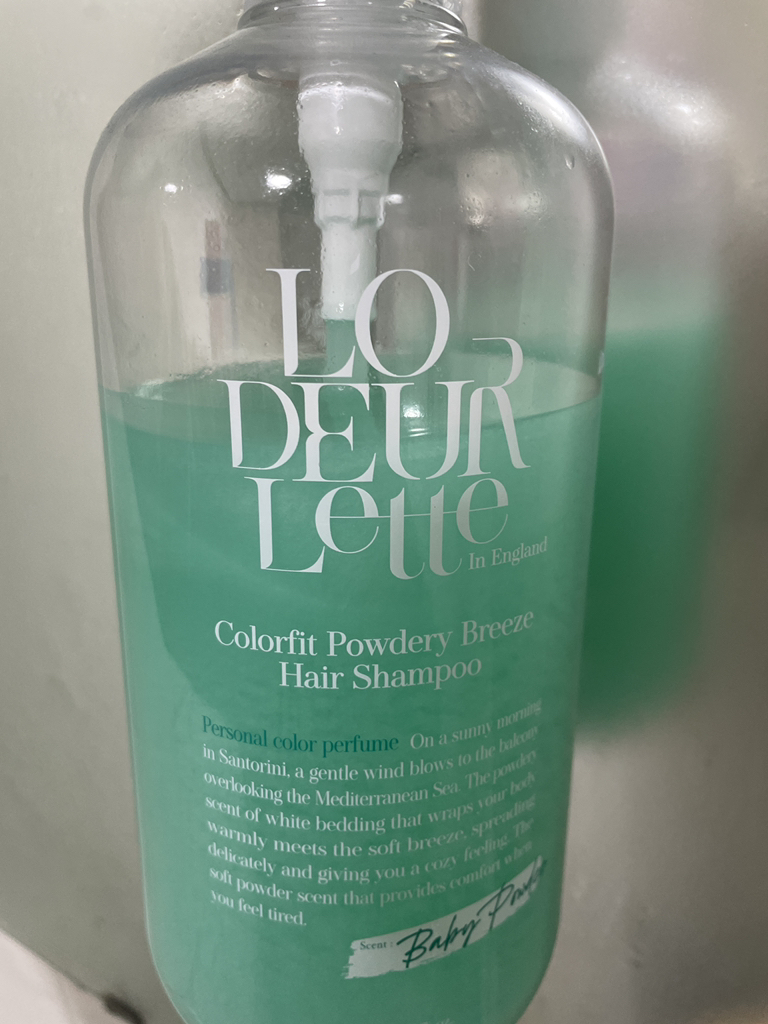 LO
DEUR
Lette
In England
Colorfit Powdery Breeze
Hair Shampoo
Personal color perfume On a sunny morning
in Santorini, a gentle wind blows to the balcony
overlooking the Mediterranean Sea. The powdery
scent of white bedding that wraps your body
warmly meets the soft breeze, spreading
delicately and giving you a cozy feeling. The
soft powder scent that provides comfort when
you feel tired.
Scent : Baby Powder